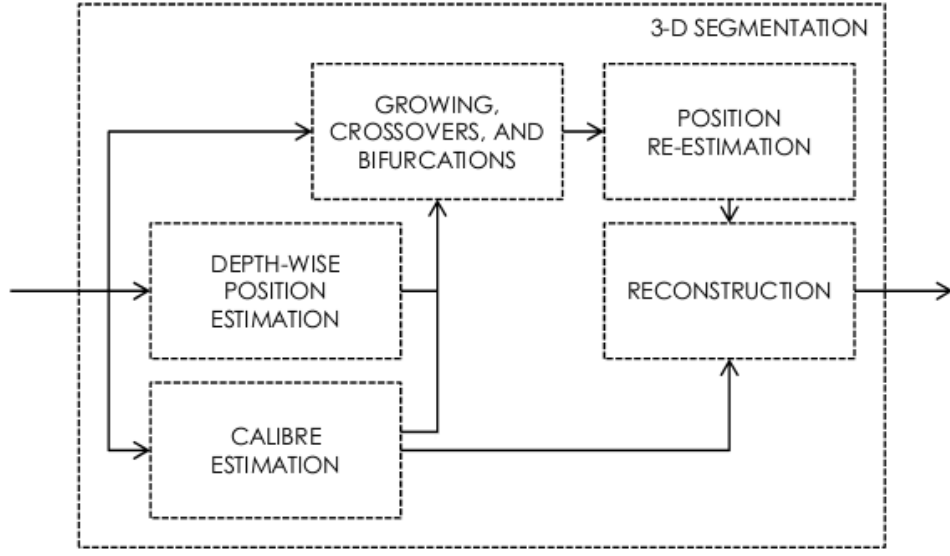 3-D SEGMENTATION
GROWING,
CROSSOVERS, AND
BIFURCATIONS
POSITION
RE-ESTIMATION
DEPTH-WISE
POSITION
ESTIMATION
RECONSTRUCTION
CALIBRE
ESTIMATION